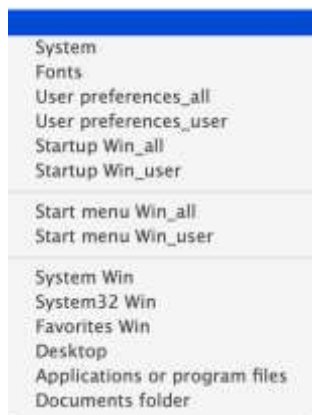 System
Fonts
User preferences_all
User preferences_user
Startup Win_all
Startup Win_user
Start menu Win_all
Start menu Win_user
System Win
System32 Win
Favorites Win
Desktop
Applications or program files
Documents folder